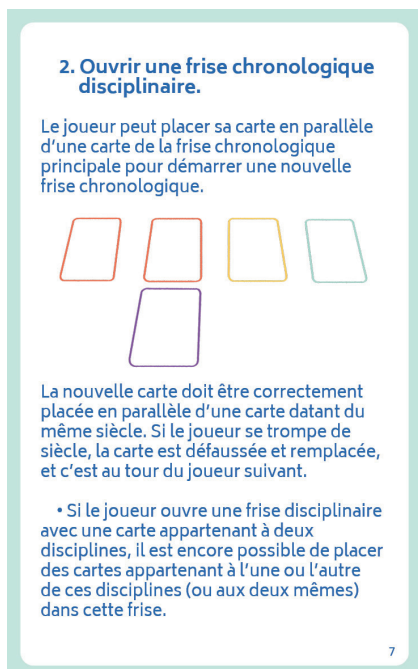 2. Ouvrir une frise chronologique
disciplinaire.
Le joueur peut placer sa carte en parallèle
d'une carte de la frise chronologique
principale pour démarrer une nouvelle
frise chronologique.
La nouvelle carte doit être correctement
placée en parallèle d'une carte datant du
même siècle. Si le joueur se trompe de
siècle, la carte est défaussée et remplacée,
et c'est au tour du joueur suivant.
• Si le joueur ouvre une frise disciplinaire
avec une carte appartenant à deux
disciplines, il est encore possible de placer
des cartes appartenant à l'une ou l'autre
de ces disciplines (ou aux deux mêmes)
dans cette frise.
7